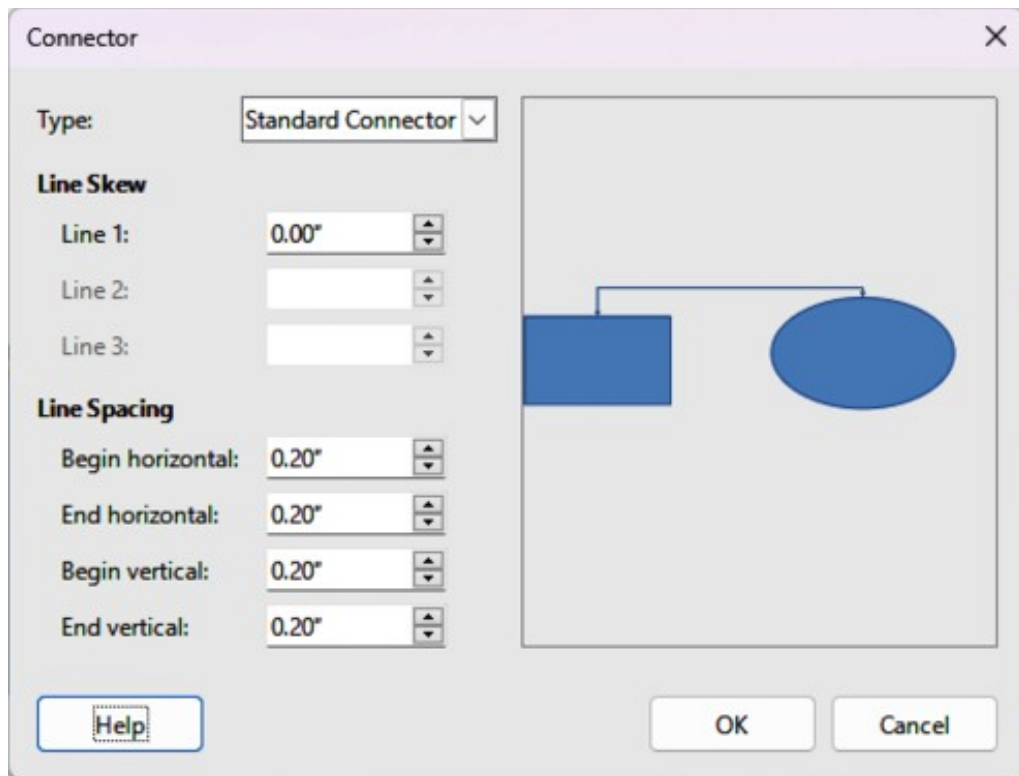 Connector
Type: Standard Connector
Line Skew
Line 1: 0.00"
Line 2:
Line 3:
Line Spacing
Begin horizontal: 0.20"
End horizontal: 0.20"
Begin vertical: 0.20"
End vertical: 0.20"
Help OK Cancel